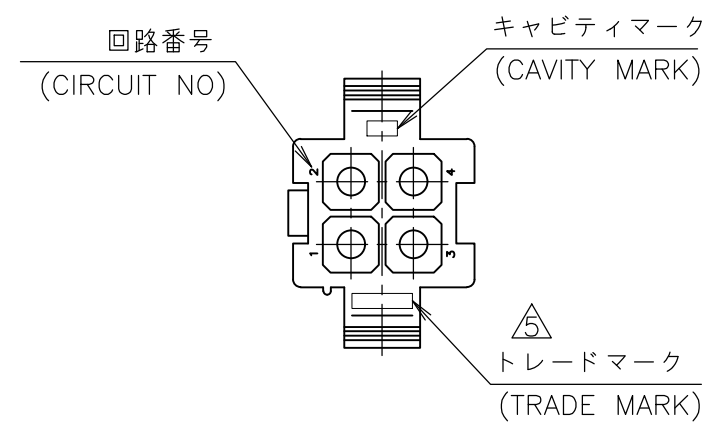 回路番号
(CIRCUIT NO)
キャビティマーク
(CAVITY MARK)
2
4
1
3
5
トレードマーク
(TRADE MARK)